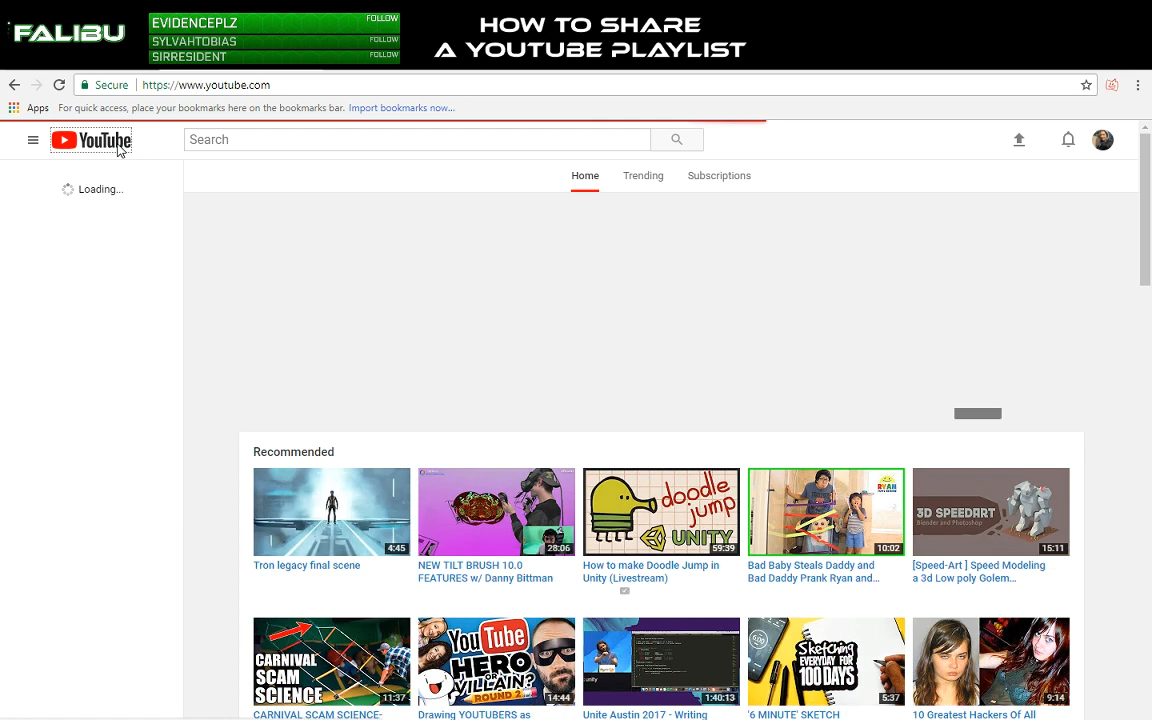 FALIBU
EVIDENCEPLZ FOLLOW
SYLVAHTOBIAS FOLLOW
SIRRESIDENT FOLLOW
HOW TO SHARE
A YOUTUBE PLAYLIST
Secure https://www.youtube.com
Apps For quick access, place your bookmarks here on the bookmarks bar. Import bookmarks now...
YouTube
Search
Loading...
Home Trending Subscriptions
Recommended
doodle
jump
UNITY
RYAN
3D SPEEDART
Blender and Photoshop
4:45 28:06 59:39 10:02 15:11
Tron legacy final scene
NEW TILT BRUSH 10.0
FEATURES w/ Danny Bittman
How to make Doodle Jump in
Unity (Livestream)
Bad Baby Steals Daddy and
Bad Daddy Prank Ryan and...
[Speed-Art ] Speed Modeling
a 3d Low poly Golem...
CARNIVAL
SCAM
SCIENCE
11:37
You Tube
HERO
VILLAIN?
ROUND 2
14:44
unity
1:40:13
Sketching
EVERYDAY FOR
100 DAYS
5:37
9:14
CARNIVAL SCAM SCIENCE-
Drawing YOUTUBERS as
Unite Austin 2017 - Writing
'6 MINUTE' SKETCH
10 Greatest Hackers Of All